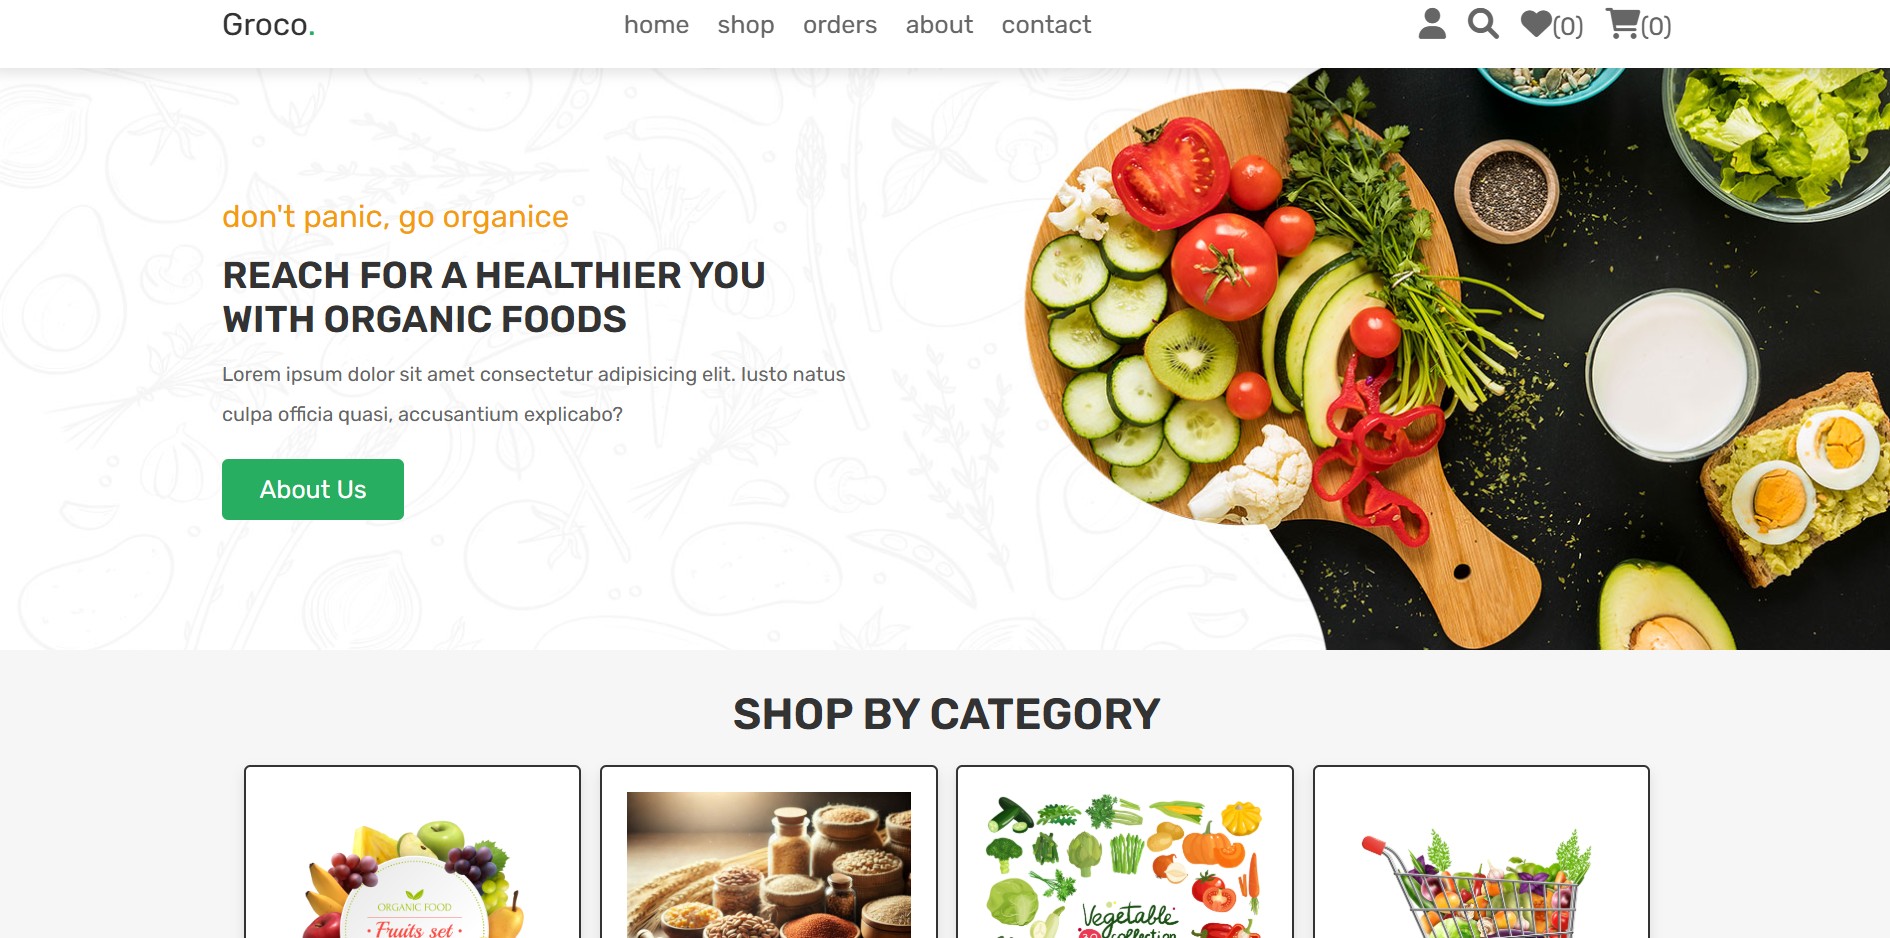 Groco.
home shop orders about contact
(0) (0)
don't panic, go organice
REACH FOR A HEALTHIER YOU
WITH ORGANIC FOODS
Lorem ipsum dolor sit amet consectetur adipisicing elit. Iusto natus
culpa officia quasi, accusantium explicabo?
About Us
SHOP BY CATEGORY
ORGANIC FOOD
• Fruits set •
Vegetable
collection